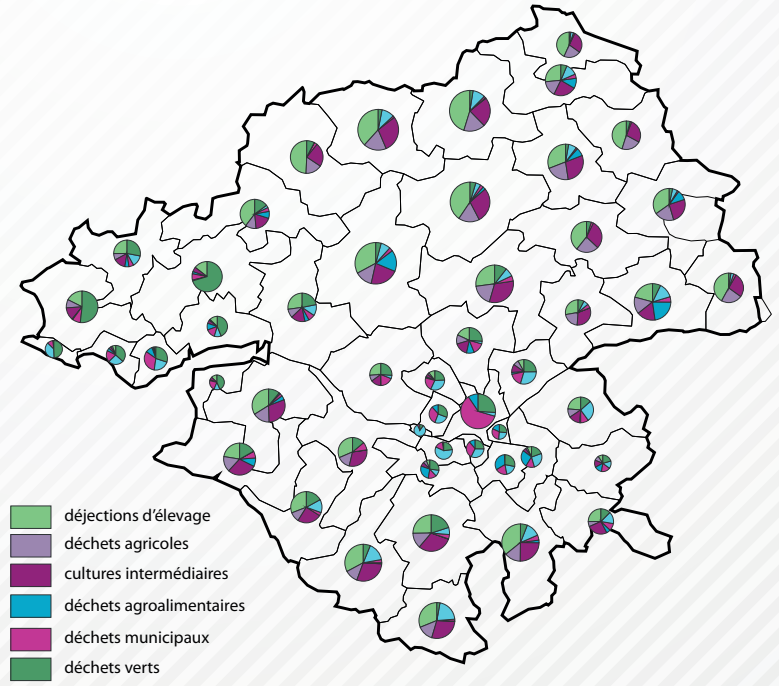 déjections d'élevage
déchets agricoles
cultures intermédiaires
déchets agroalimentaires
déchets municipaux
déchets verts